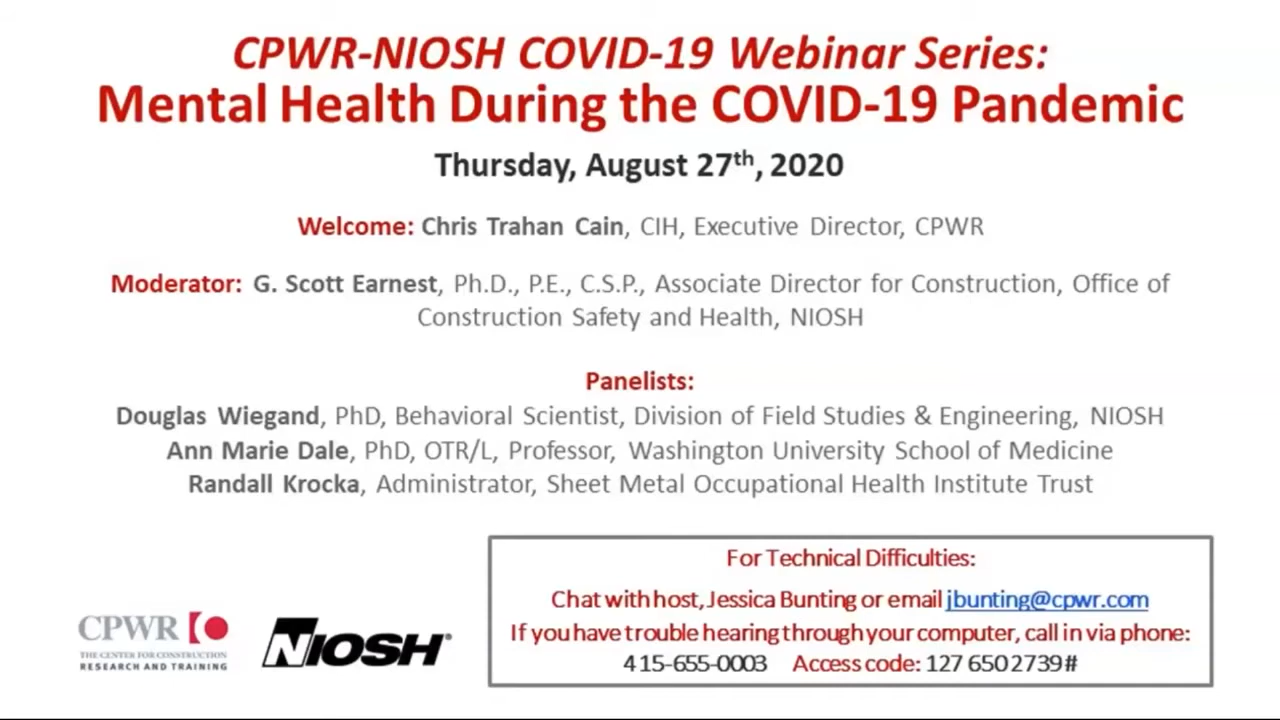 CPWR-NIOSH COVID-19 Webinar Series:
Mental Health During the COVID-19 Pandemic
Thursday, August 27th, 2020
Welcome: Chris Trahan Cain, CIH, Executive Director, CPWR
Moderator: G. Scott Earnest, Ph.D., P.E., C.S.P., Associate Director for Construction, Office of
Construction Safety and Health, NIOSH
Panelists:
Douglas Wiegand, PhD, Behavioral Scientist, Division of Field Studies & Engineering, NIOSH
Ann Marie Dale, PhD, OTR/L, Professor, Washington University School of Medicine
Randall Krocka, Administrator, Sheet Metal Occupational Health Institute Trust
CPWR
THE CENTER FOR CONSTRUCTION
RESEARCH AND TRAINING
NIOSH®
For Technical Difficulties:
Chat with host, Jessica Bunting or email jbunting@cpwr.com
If you have trouble hearing through your computer, call in via phone:
415-655-0003 Access code: 127 650 2739#